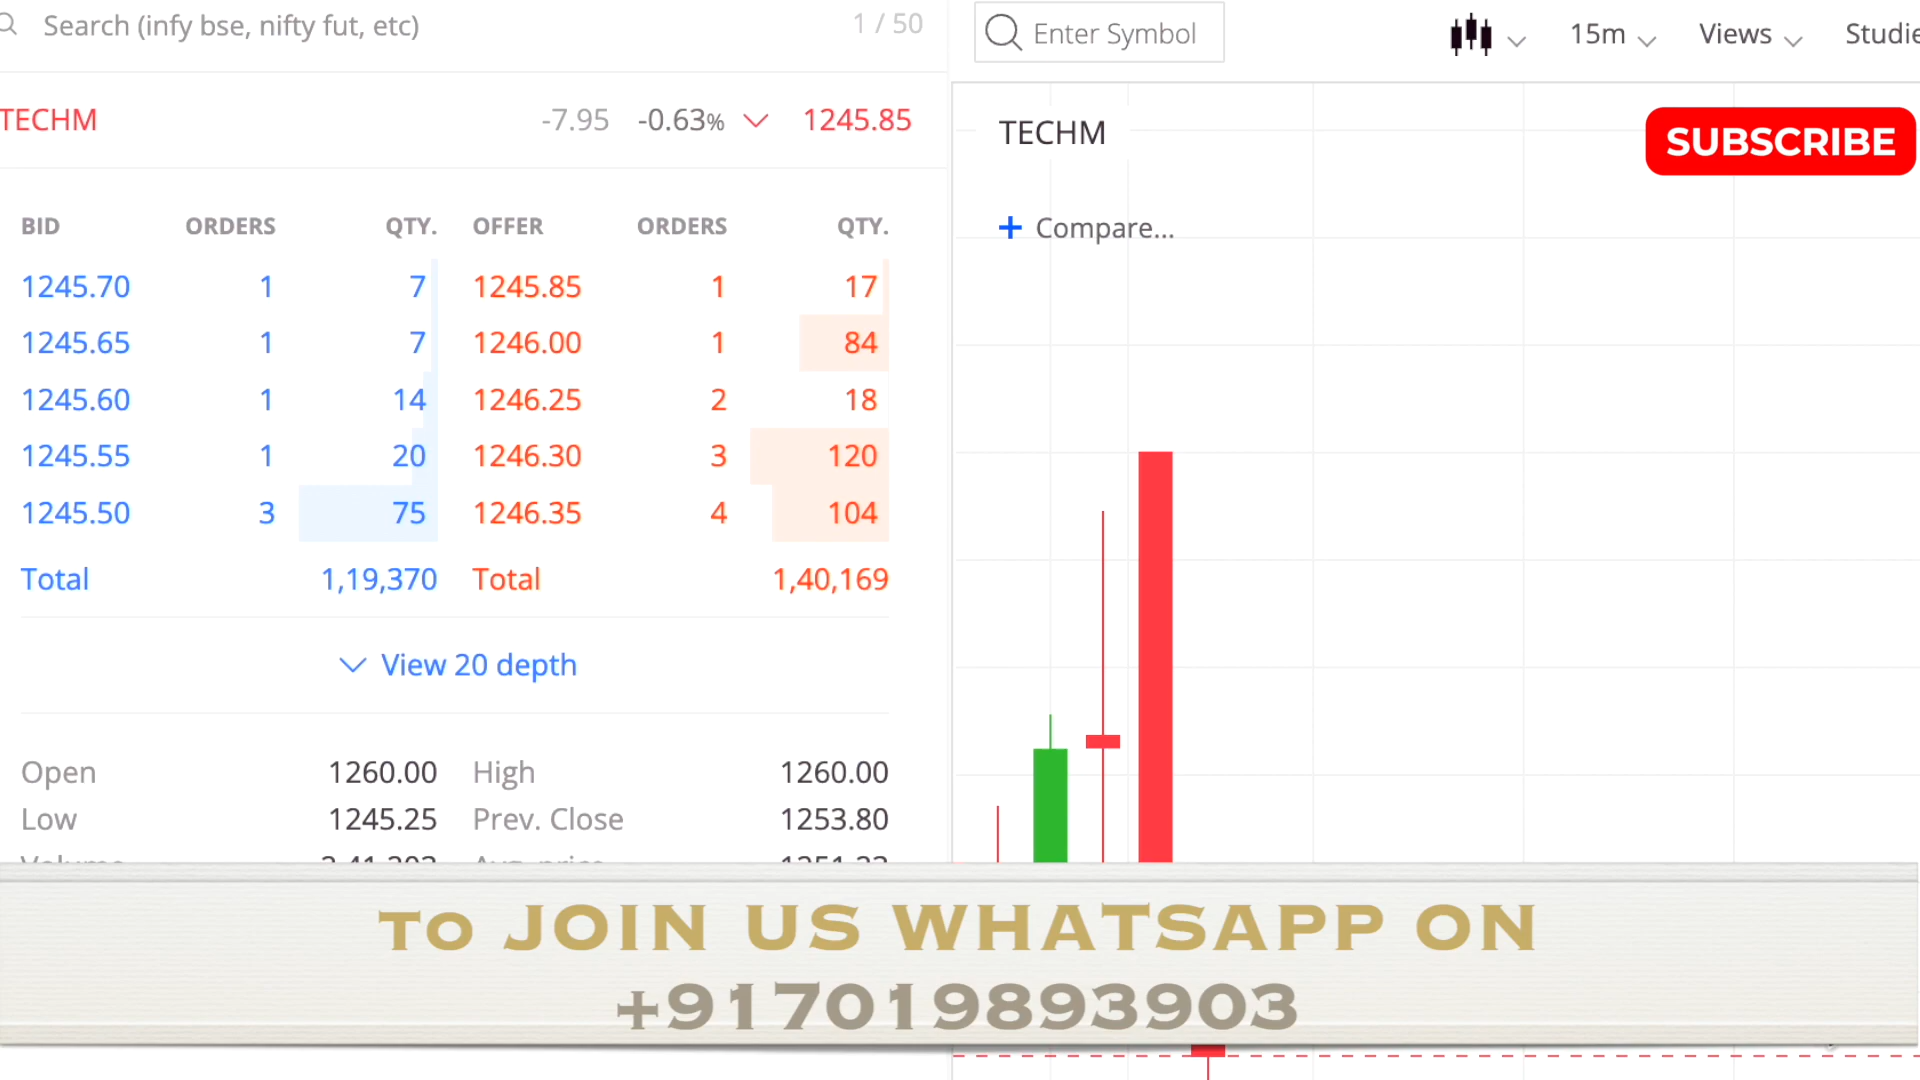 Search (infy bse, nifty fut, etc) 1 / 50
TECHM -7.95 -0.63% 1245.85
BID ORDERS QTY. OFFER ORDERS QTY.
1245.70 1 7 1245.85 1 17
1245.65 1 7 1246.00 1 84
1245.60 1 14 1246.25 2 18
1245.55 1 20 1246.30 3 120
1245.50 3 75 1246.35 4 104
Total 1,19,370 Total 1,40,169
View 20 depth
Open 1260.00 High 1260.00
Low 1245.25 Prev. Close 1253.80
Enter Symbol 15m Views
TECHM
SUBSCRIBE
+ Compare...
To JOIN US WHATSAPP ON
+917019893903